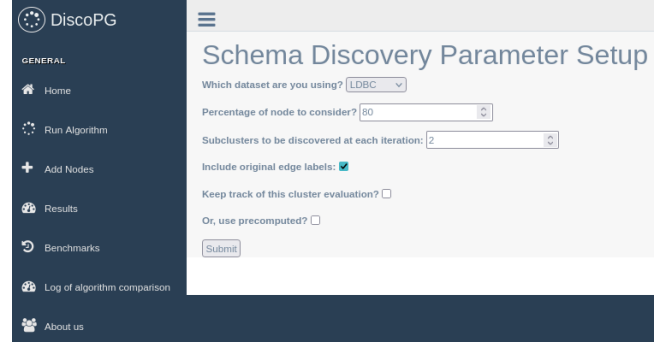 DiscoPG
GENERAL
Home
Run Algorithm
Add Nodes
Results
Benchmarks
Log of algorithm comparison
About us
Schema Discovery Parameter Setup
Which dataset are you using? LDBC
Percentage of node to consider? 80
Subclusters to be discovered at each iteration: 2
Include original edge labels:
Keep track of this cluster evaluation?
Or, use precomputed?
Submit